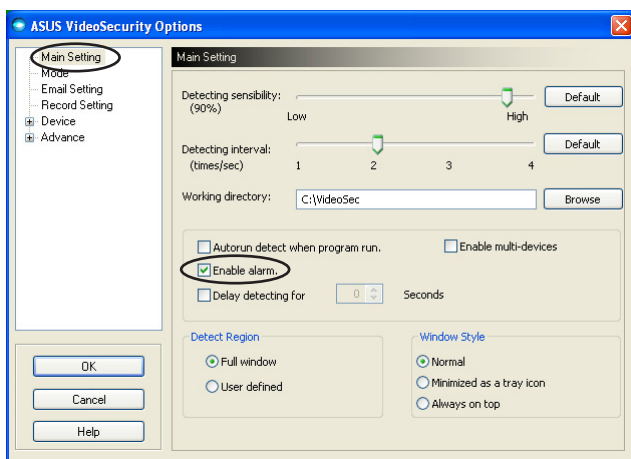 ASUS VideoSecurity Options
Main Setting
Mode
Email Setting
Record Setting
Device
Advance
OK
Cancel
Help
Main Setting
Detecting sensibility:
(90%)
Low
High
Default
Detecting interval:
(times/sec)
1 2 3 4
Default
Working directory:
C:\VideoSec
Browse
Autorun detect when program run.
Enable multi-devices
Enable alarm.
Delay detecting for 0 Seconds
Detect Region
Full window
User defined
Window Style
Normal
Minimized as a tray icon
Always on top